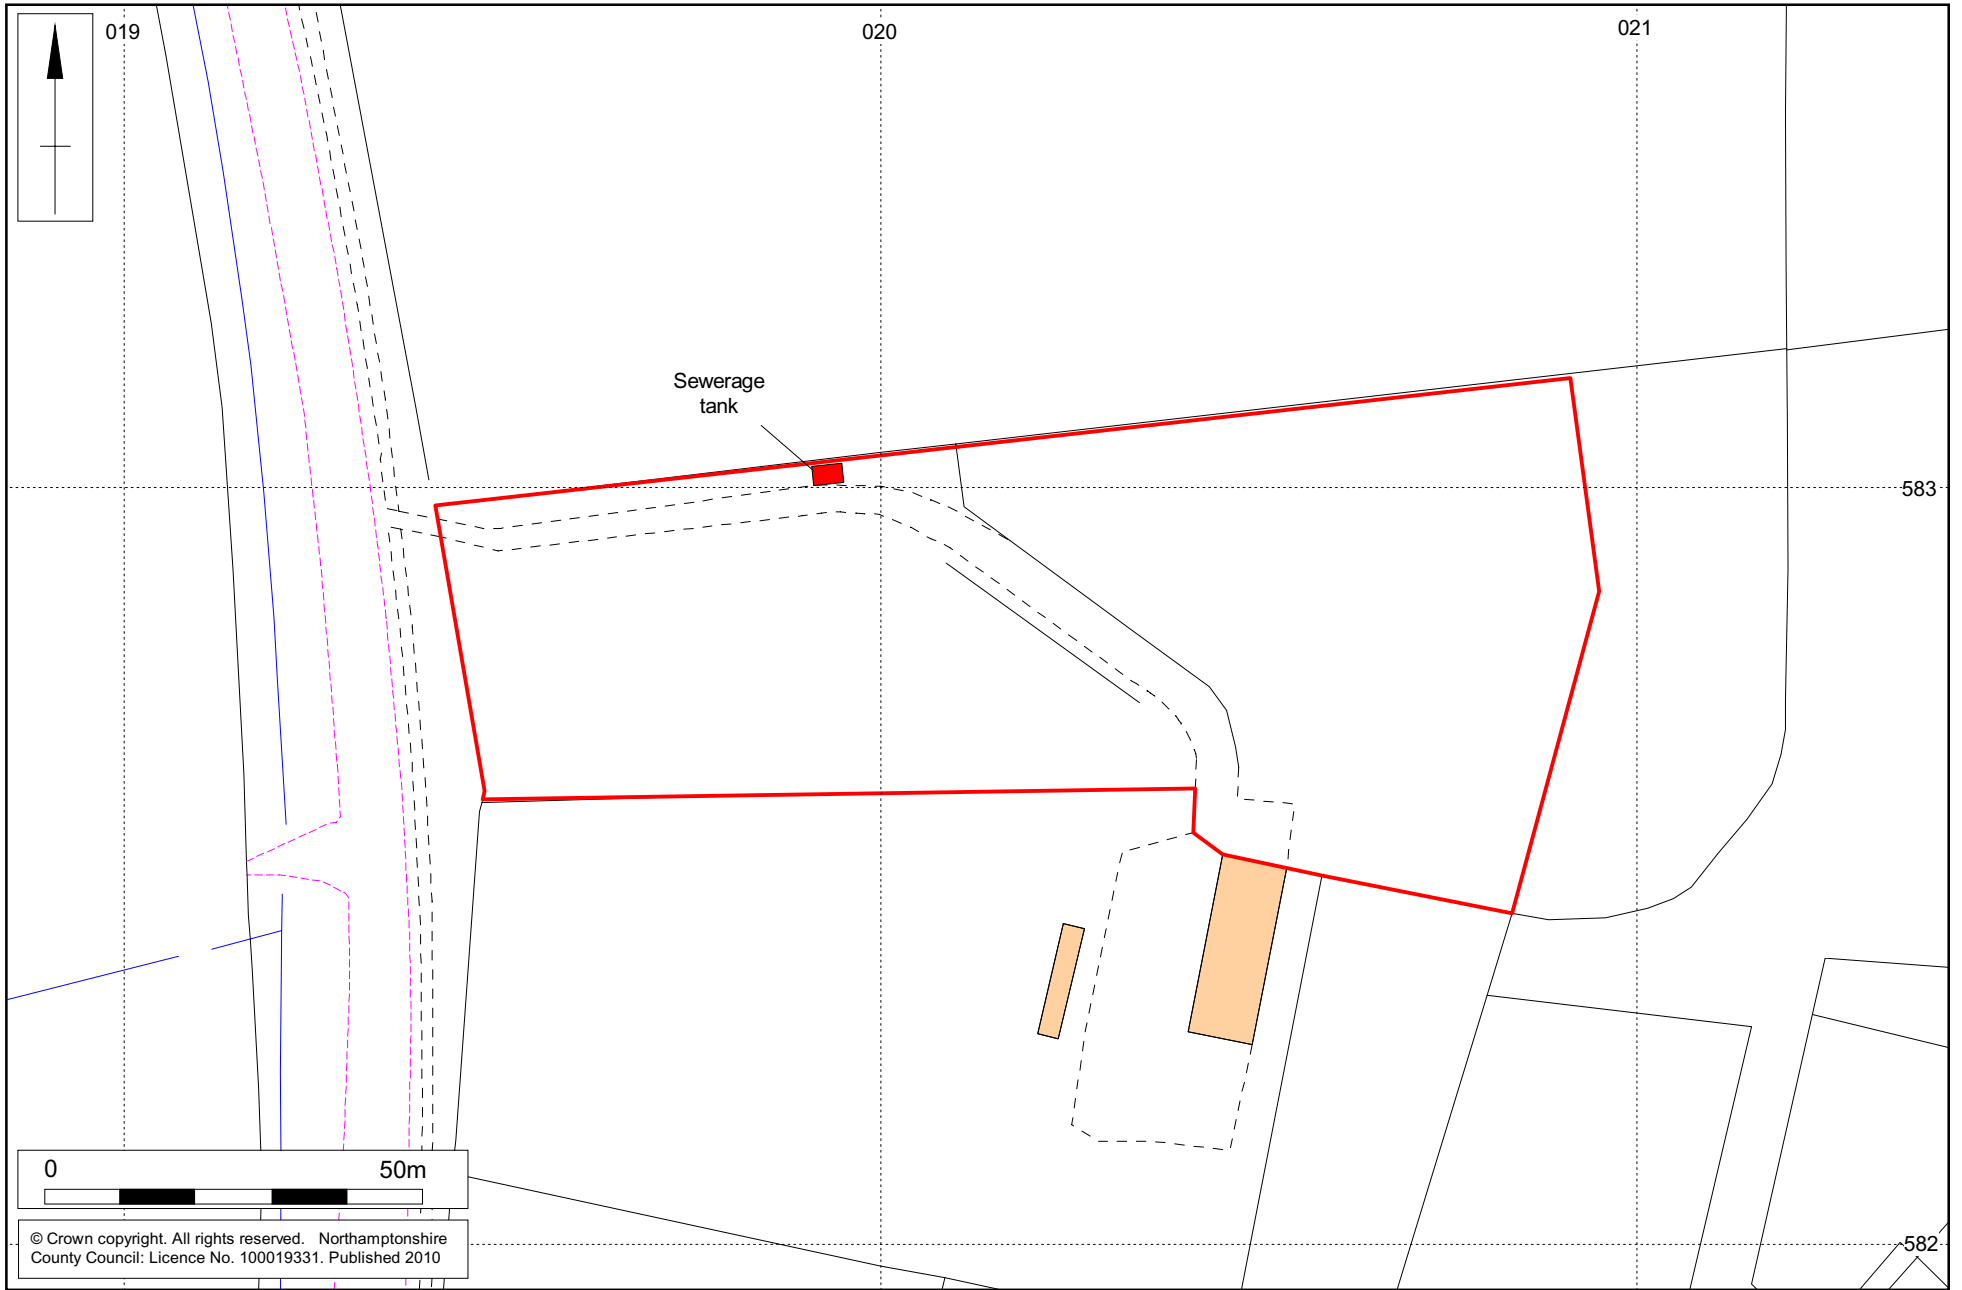 019
020
021
Sewerage
tank
583
582
0 50m
© Crown copyright. All rights reserved. Northamptonshire
County Council: Licence No. 100019331. Published 2010